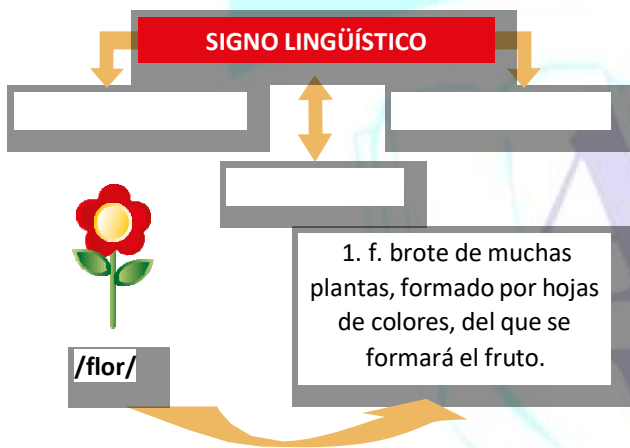 SIGNO LINGÜÍSTICO
/flor/
1. f. brote de muchas
plantas, formado por hojas
de colores, del que se
formará el fruto.